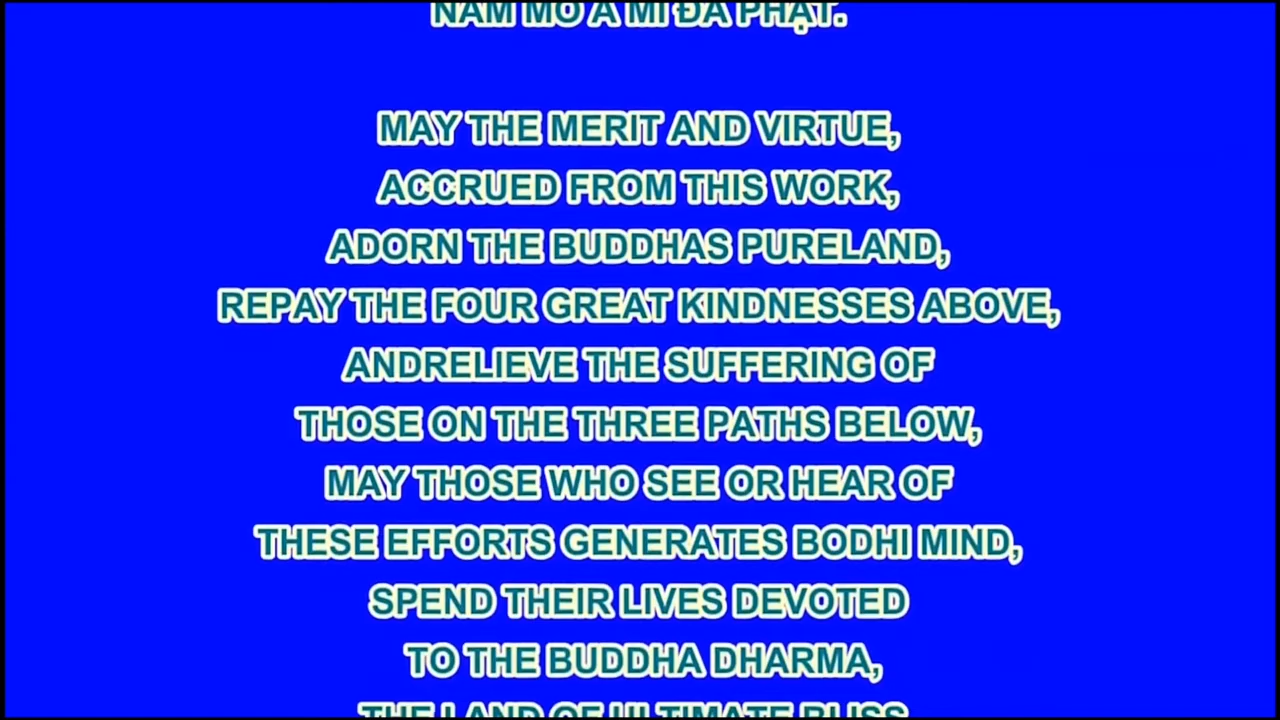 NAM MÔ A MI ĐÀ PHẬT.
MAY THE MERIT AND VIRTUE,
ACCRUED FROM THIS WORK,
ADORN THE BUDDHAS PURELAND,
REPAY THE FOUR GREAT KINDNESSES ABOVE,
ANDRELIEVE THE SUFFERING OF
THOSE ON THE THREE PATHS BELOW,
MAY THOSE WHO SEE OR HEAR OF
THESE EFFORTS GENERATES BODHI MIND,
SPEND THEIR LIVES DEVOTED
TO THE BUDDHA DHARMA,
THE LAND OF ULTIMATE BLISS